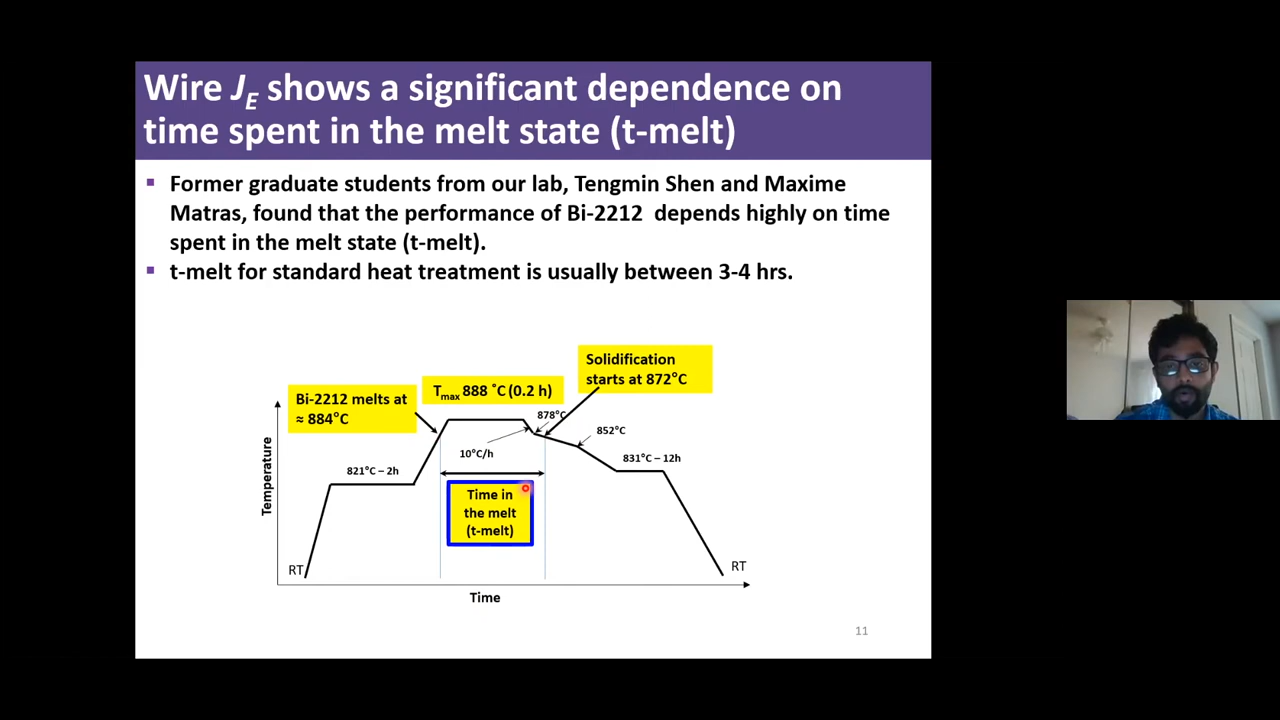 Wire JE shows a significant dependence on
time spent in the melt state (t-melt)
▪ Former graduate students from our lab, Tengmin Shen and Maxime
Matras, found that the performance of Bi-2212 depends highly on time
spent in the melt state (t-melt).
▪ t-melt for standard heat treatment is usually between 3-4 hrs.
Solidification
starts at 872°C
Tmax 888 ˚C (0.2 h)
Bi-2212 melts at
≈ 884°C
878°C
852°C
10°C/h
831°C – 12h
821°C – 2h
Temperature
Time in
the melt
(t-melt)
RT
RT
Time
11